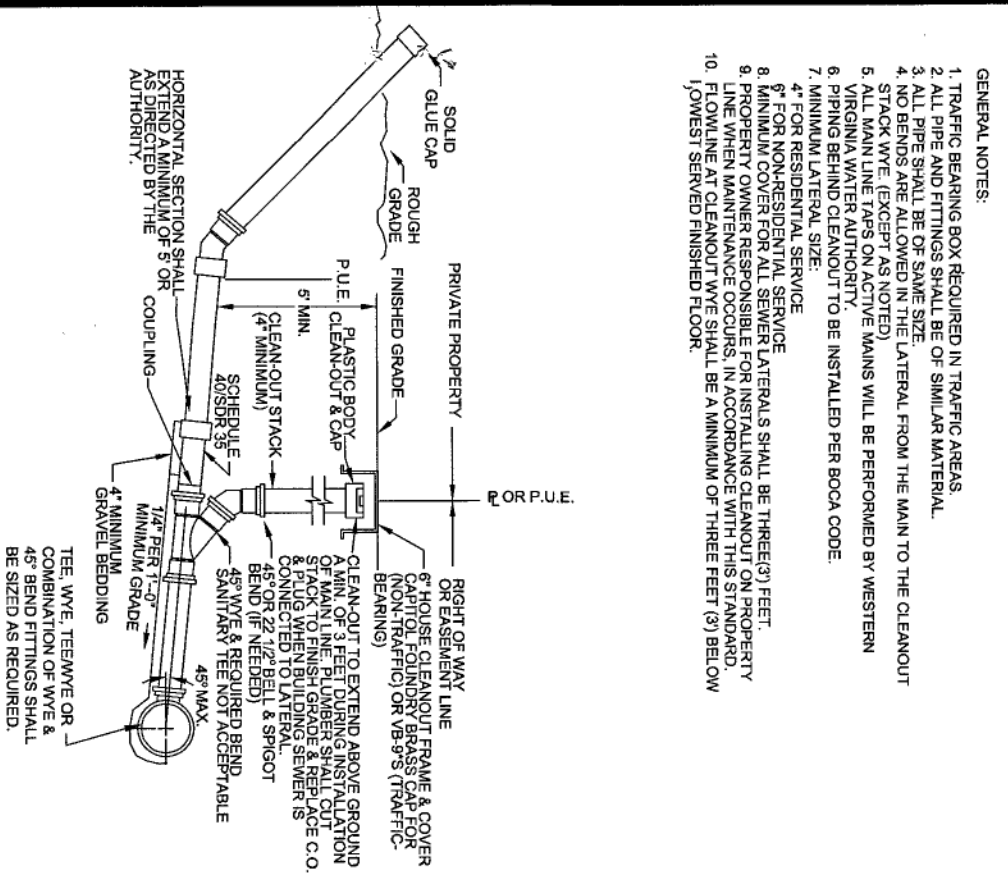 GENERAL NOTES:
1. TRAFFIC BEARING BOX REQUIRED IN TRAFFIC AREAS.
2. ALL PIPE AND FITTINGS SHALL BE OF SIMILAR MATERIAL.
3. ALL PIPE SHALL BE OF SAME SIZE.
4. NO BENDS ARE ALLOWED IN THE LATERAL FROM THE MAIN TO THE CLEANOUT
STACK WYE. (EXCEPT AS NOTED)
5. ALL MAIN LINE TAPS ON ACTIVE MAINS WILL BE PERFORMED BY WESTERN
VIRGINIA WATER AUTHORITY.
6. PIPING BEHIND CLEANOUT TO BE INSTALLED PER BOCA CODE.
7. MINIMUM LATERAL SIZE:
4" FOR RESIDENTIAL SERVICE
6" FOR NON-RESIDENTIAL SERVICE
8. MINIMUM COVER FOR ALL SEWER LATERALS SHALL BE THREE(3') FEET.
9. PROPERTY OWNER RESPONSIBLE FOR INSTALLING CLEANOUT ON PROPERTY
LINE WHEN MAINTENANCE OCCURS, IN ACCORDANCE WITH THIS STANDARD.
10. FLOWLINE AT CLEANOUT WYE SHALL BE A MINIMUM OF THREE FEET (3') BELOW
LOWEST SERVED FINISHED FLOOR.
℄ OR P.U.E.
PRIVATE PROPERTY
RIGHT OF WAY
OR EASEMENT LINE
FINISHED GRADE
6" HOUSE CLEANOUT FRAME & COVER
CAPITOL FOUNDRY BRASS CAP FOR
(NON-TRAFFIC) OR VB-9"S (TRAFFIC-
BEARING)
ROUGH
GRADE
SOLID
GLUE CAP
P.U.E.
5' MIN.
PLASTIC BODY
CLEAN-OUT & CAP
CLEAN-OUT STACK
(4" MINIMUM)
CLEAN-OUT TO EXTEND ABOVE GROUND
A MIN. OF 3 FEET DURING INSTALLATION
OF MAIN LINE. PLUMBER SHALL CUT
STACK TO FINISH GRADE & REPLACE C.O.
& PLUG WHEN BUILDING SEWER IS
CONNECTED TO LATERAL.
45° OR 22 1/2° BELL & SPIGOT
BEND (IF NEEDED)
SCHEDULE
40/SDR 35
45° WYE & REQUIRED BEND
SANITARY TEE NOT ACCEPTABLE
HORIZONTAL SECTION SHALL
EXTEND A MINIMUM OF 5' OR
AS DIRECTED BY THE
AUTHORITY.
COUPLING
45° MAX.
1/4" PER 1'-0"
MINIMUM GRADE
4" MINIMUM
GRAVEL BEDDING
TEE, WYE, TEE/WYE OR
COMBINATION OF WYE &
45° BEND FITTINGS SHALL
BE SIZED AS REQUIRED.